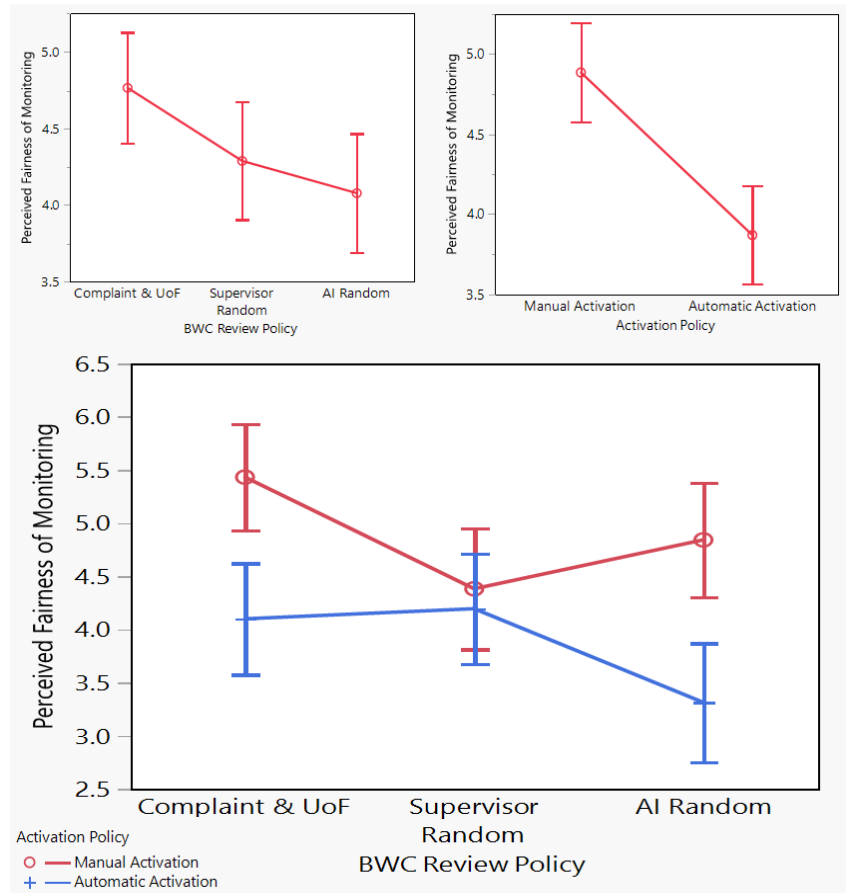 Perceived Fairness of Monitoring
5.0
4.5
4.0
3.5
Complaint & UoF
Supervisor
Random
AI Random
BWC Review Policy
Perceived Fairness of Monitoring
5.0
4.5
4.0
3.5
Manual Activation
Automatic Activation
Activation Policy
Perceived Fairness of Monitoring
6.5
6.0
5.5
5.0
4.5
4.0
3.5
3.0
2.5
Complaint & UoF
Supervisor
Random
AI Random
BWC Review Policy
Activation Policy
Manual Activation
Automatic Activation